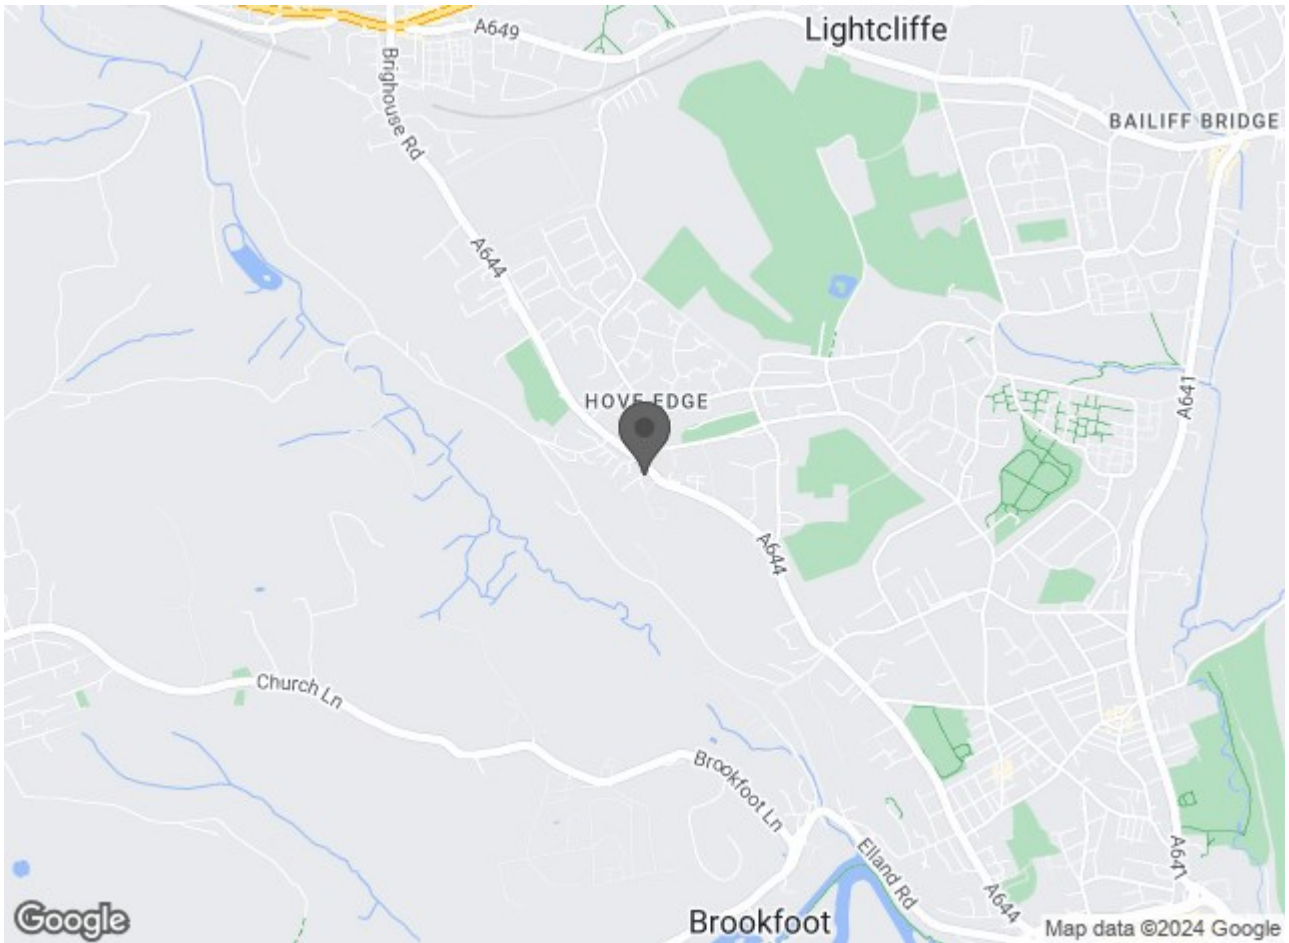 A649
Lightcliffe
Brighouse Rd
BAILIFF BRIDGE
A644
A641
HOVE EDGE
A644
Church Ln
Brookfoot Ln
Elland Rd
A641
A644
Brookfoot
Google
Map data ©2024 Google